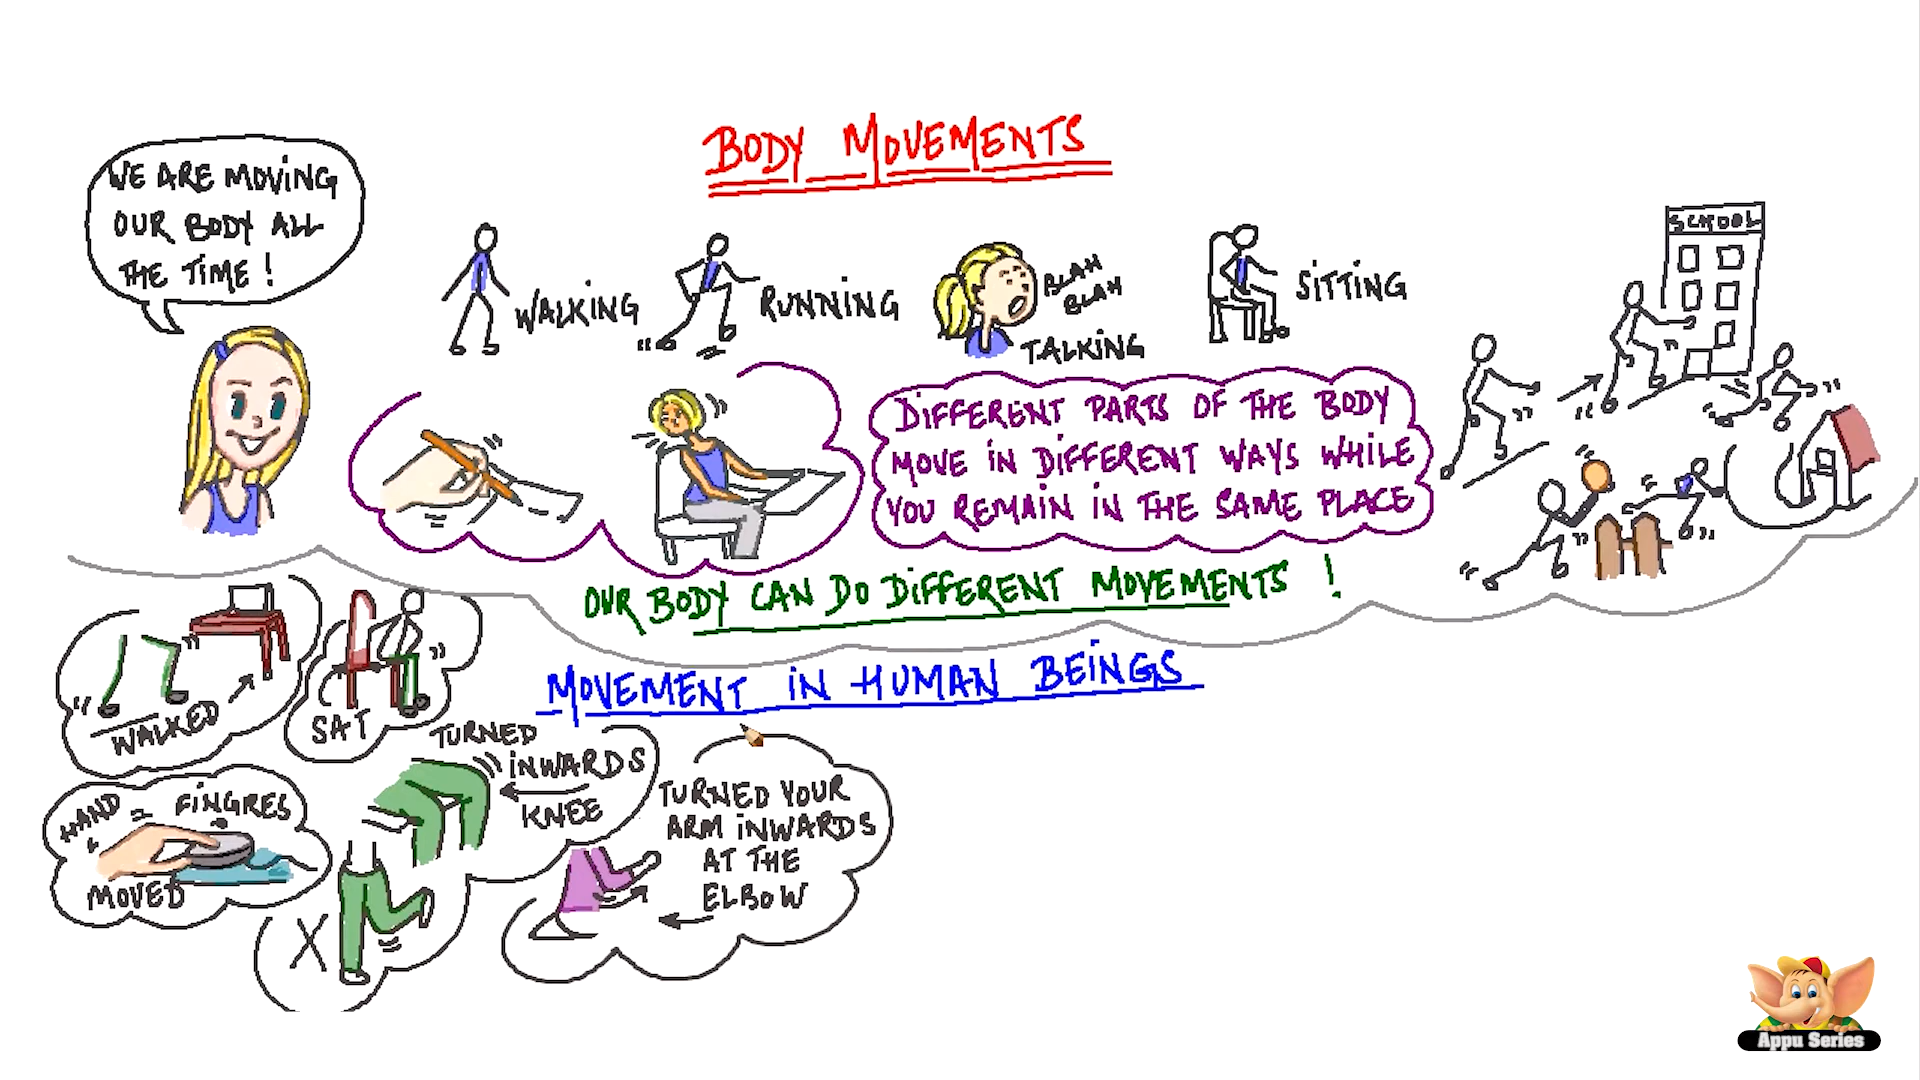 BODY MOVEMENTS
WE ARE MOVING
OUR BODY ALL
THE TIME !
WALKING
RUNNING
BLAH
BLAH
TALKING
SITTING
SCHOOL
DIFFERENT PARTS OF THE BODY
MOVE IN DIFFERENT WAYS WHILE
YOU REMAIN IN THE SAME PLACE
OUR BODY CAN DO DIFFERENT MOVEMENTS !
MOVEMENT IN HUMAN BEINGS
WALKED
SAT
TURNED
INWARDS
KNEE
HAND = FINGRES
MOVED
X
TURNED YOUR
ARM INWARDS
AT THE
ELBOW
Appu Series